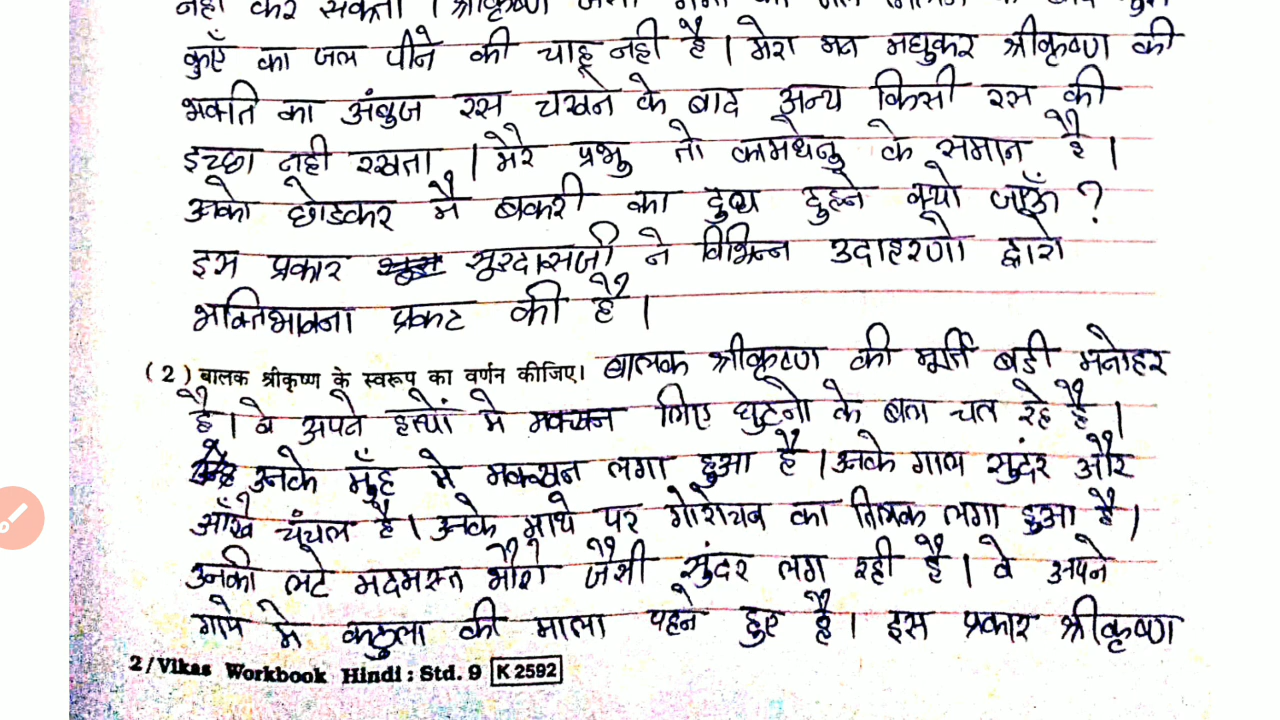 नही कर सकता । श्रीकृष्ण
कुएँ का जल पीने की चाह नही है । मेरा मन मधुकर श्रीकृष्ण की
भक्ति का अंबुज रस चखने के बाद अन्य किसी रस की
इच्छा नही रखता । मेरे प्रभु तो कामधेनु के समान है ।
उनको छोडकर मै बकरी का दुध दुहने क्यो जाऊँ ?
इस प्रकार सूरदासजी ने विभिन्न उदाहरणो द्वारा
भक्तिभावना प्रकट की है ।
(2) बालक श्रीकृष्ण के स्वरूप का वर्णन कीजिए। बालक श्रीकृष्ण की मूर्ति बडी मनोहर
है । वे अपने हाथों मे मक्खन लिए घुटनो के बल चल रहे है ।
उनके मुँह मे मक्खन लगा हुआ है । उनके गाल सुंदर और
आँखे चंचल है । उनके माथे पर गोरोचन का तिलक लगा हुआ है ।
उनकी लटे मदमस्त भौरो जैसी सुंदर लग रही है । वे अपने
गले मे कठुला की माला पहने हुए है । इस प्रकार श्रीकृष्ण
2/Vikas Workbook Hindi : Std. 9 K 2592